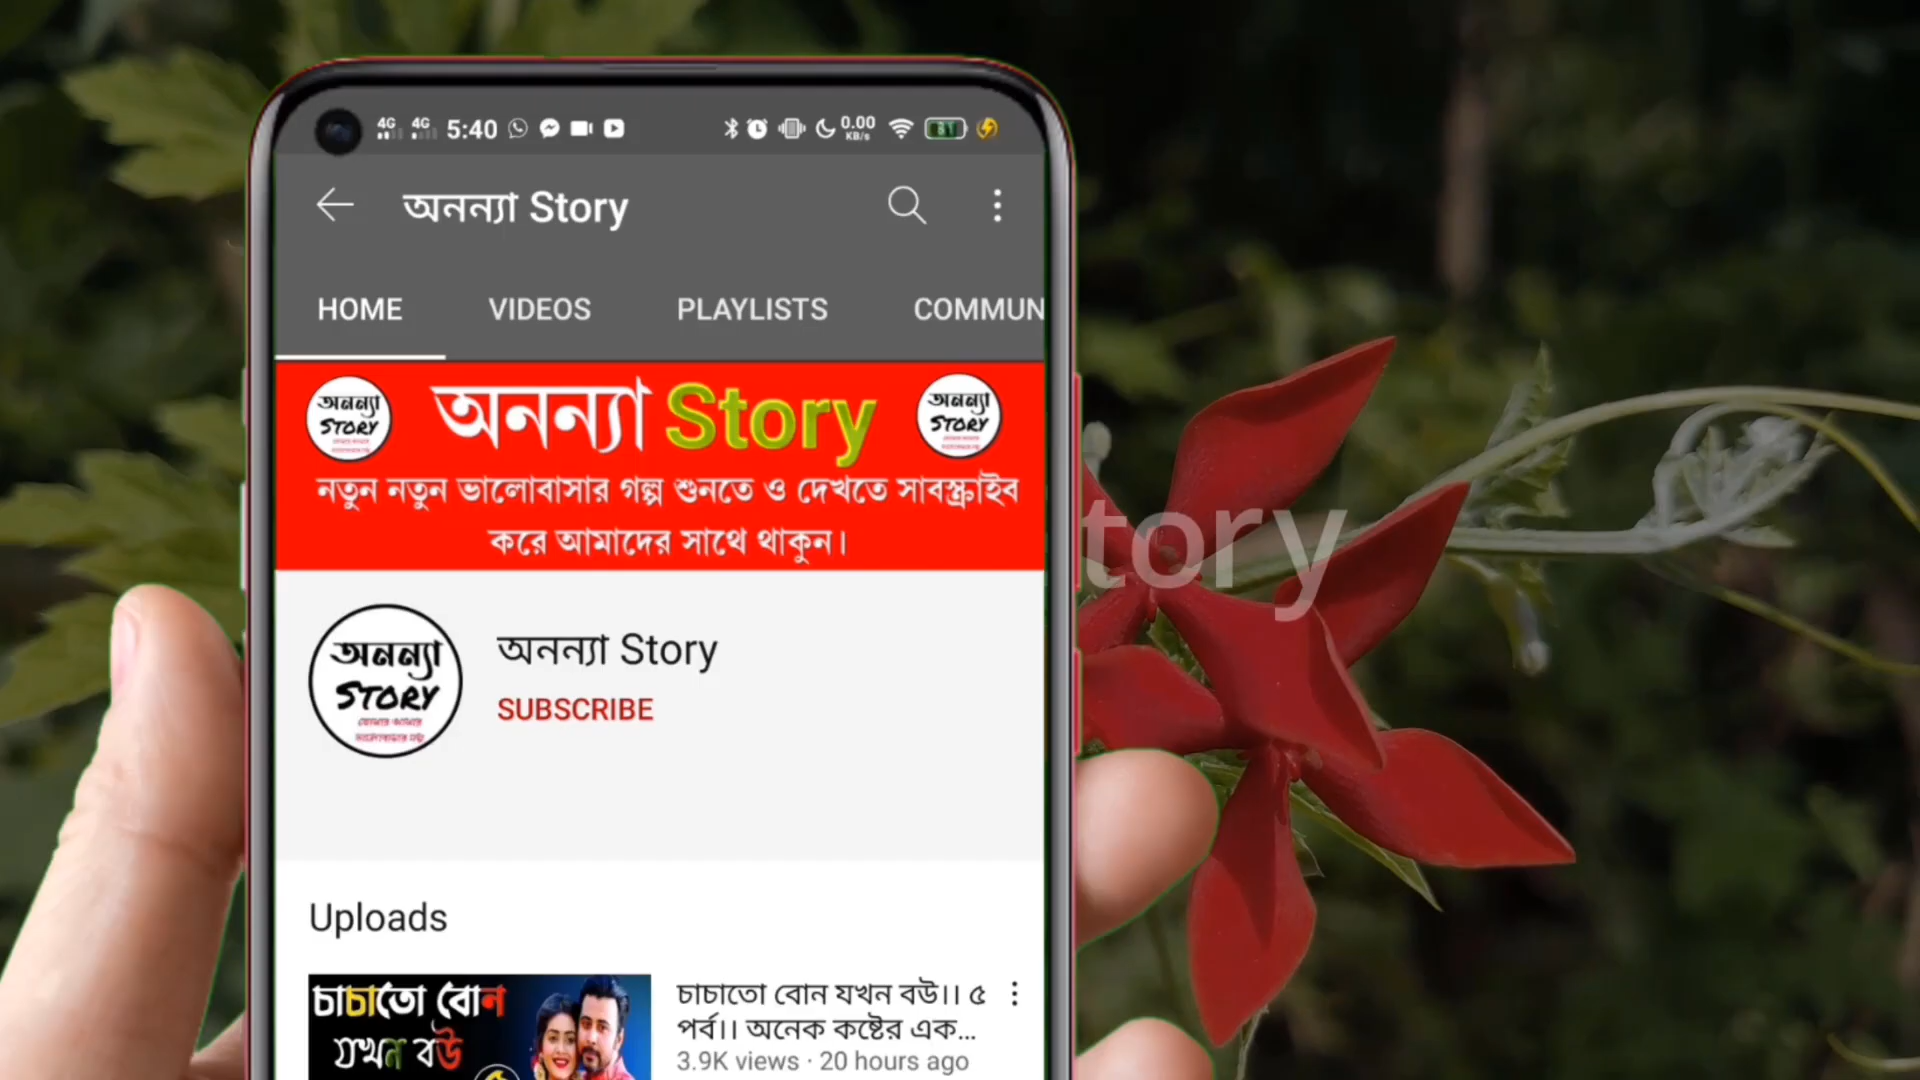 4G 4G 5:40 0.00 KB/s
অনন্যা Story
HOME VIDEOS PLAYLISTS COMMUN
অনন্যা STORY অনন্যা Story অনন্যা STORY
নতুন নতুন ভালোবাসার গল্প শুনতে ও দেখতে সাবস্ক্রাইব
করে আমাদের সাথে থাকুন।
tory
অনন্যা STORY
অনন্যা Story
SUBSCRIBE
Uploads
চাচাতো বোন
যখন বউ
চাচাতো বোন যখন বউ।। ৫
পর্ব।। অনেক কষ্টের এক...
3.9K views · 20 hours ago